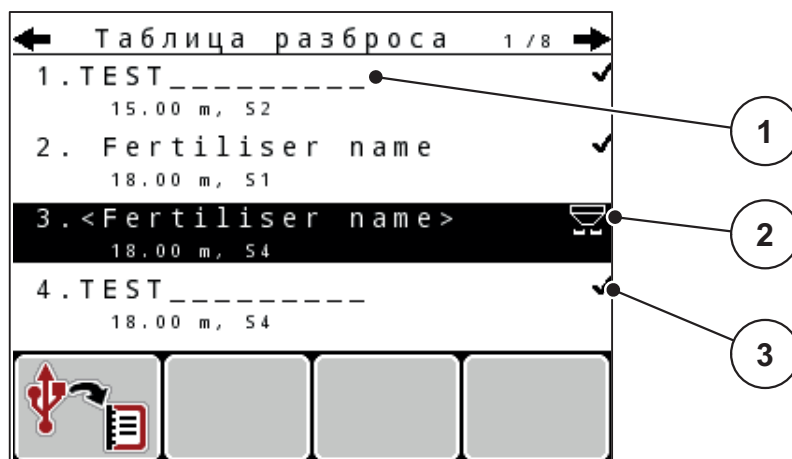 Таблица разброса 1/8
1.TEST_________
15.00 m, S2
2. Fertiliser name
18.00 m, S1
3.<Fertiliser name>
18.00 m, S4
4.TEST_________
18.00 m, S4
1
2
3